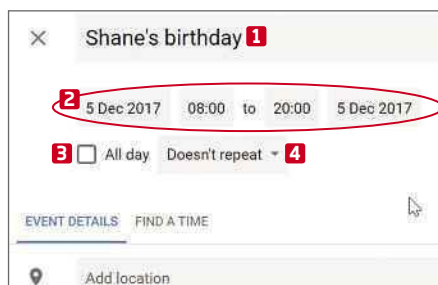 Shane's birthday 1
2 5 Dec 2017 08:00 to 20:00 5 Dec 2017
3 All day Doesn't repeat 4
EVENT DETAILS FIND A TIME
Add location